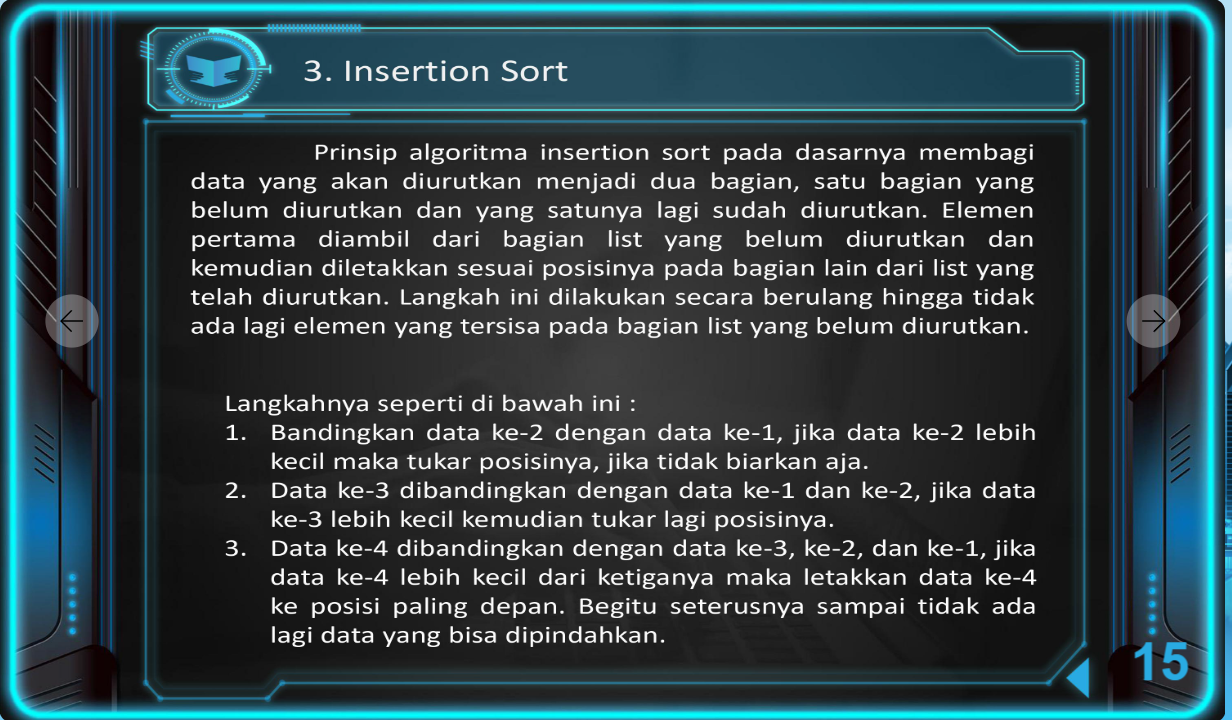 3. Insertion Sort
Prinsip algoritma insertion sort pada dasarnya membagi
data yang akan diurutkan menjadi dua bagian, satu bagian yang
belum diurutkan dan yang satunya lagi sudah diurutkan. Elemen
pertama diambil dari bagian list yang belum diurutkan dan
kemudian diletakkan sesuai posisinya pada bagian lain dari list yang
telah diurutkan. Langkah ini dilakukan secara berulang hingga tidak
ada lagi elemen yang tersisa pada bagian list yang belum diurutkan.
Langkahnya seperti di bawah ini :
1. Bandingkan data ke-2 dengan data ke-1, jika data ke-2 lebih
kecil maka tukar posisinya, jika tidak biarkan aja.
2. Data ke-3 dibandingkan dengan data ke-1 dan ke-2, jika data
ke-3 lebih kecil kemudian tukar lagi posisinya.
3. Data ke-4 dibandingkan dengan data ke-3, ke-2, dan ke-1, jika
data ke-4 lebih kecil dari ketiganya maka letakkan data ke-4
ke posisi paling depan. Begitu seterusnya sampai tidak ada
lagi data yang bisa dipindahkan.
15